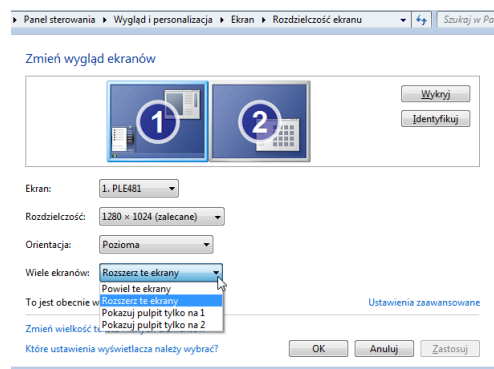 Panel sterowania ▸ Wygląd i personalizacja ▸ Ekran ▸ Rozdzielczość ekranu
Szukaj w Pa
Zmień wygląd ekranów
1
2
Wykryj
Identyfikuj
Ekran: 1. PLE481
Rozdzielczość: 1280 × 1024 (zalecane)
Orientacja: Pozioma
Wiele ekranów: Rozszerz te ekrany
Powiel te ekrany
To jest obecnie Rozszerz te ekrany Ustawienia zaawansowane
Pokazuj pulpit tylko na 1
Zmień wielkość Pokazuj pulpit tylko na 2
Które ustawienia wyświetlacza należy wybrać? OK Anuluj Zastosuj